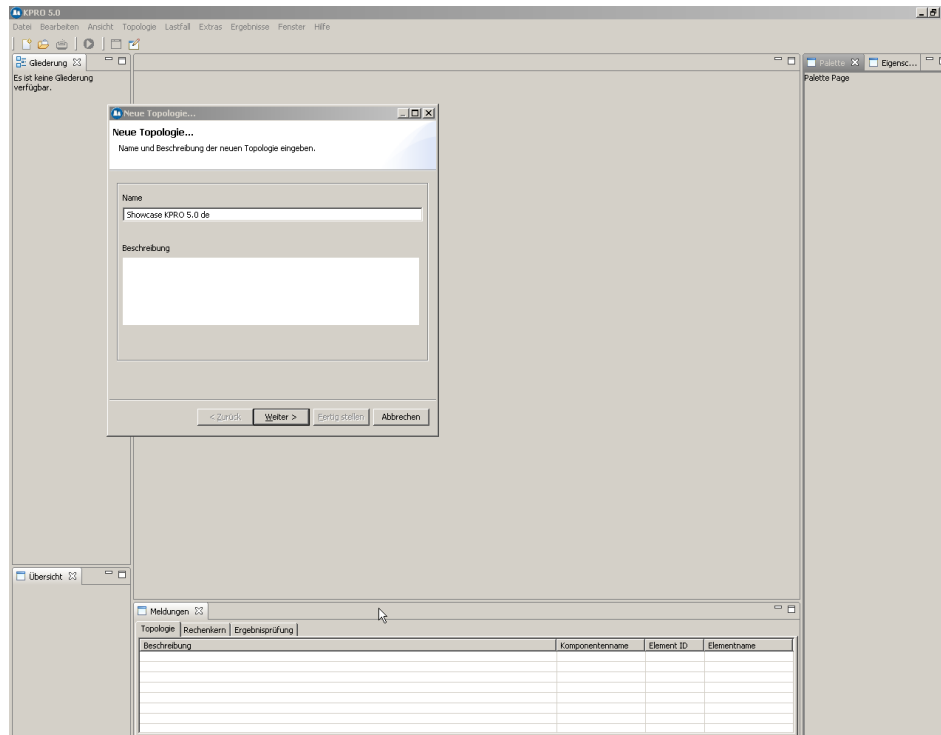 KPRO 5.0
Datei Bearbeiten Ansicht Topologie Lastfall Extras Ergebnisse Fenster Hilfe
Gliederung
Es ist keine Gliederung
verfügbar.
Palette
Eigensc...
Palette Page
Neue Topologie...
Neue Topologie...
Name und Beschreibung der neuen Topologie eingeben.
Name
Showcase KPRO 5.0 de
Beschreibung
< Zurück Weiter > Fertig stellen Abbrechen
Übersicht
Meldungen
Topologie Rechenkern Ergebnisprüfung
Beschreibung Komponentenname Element ID Elementname